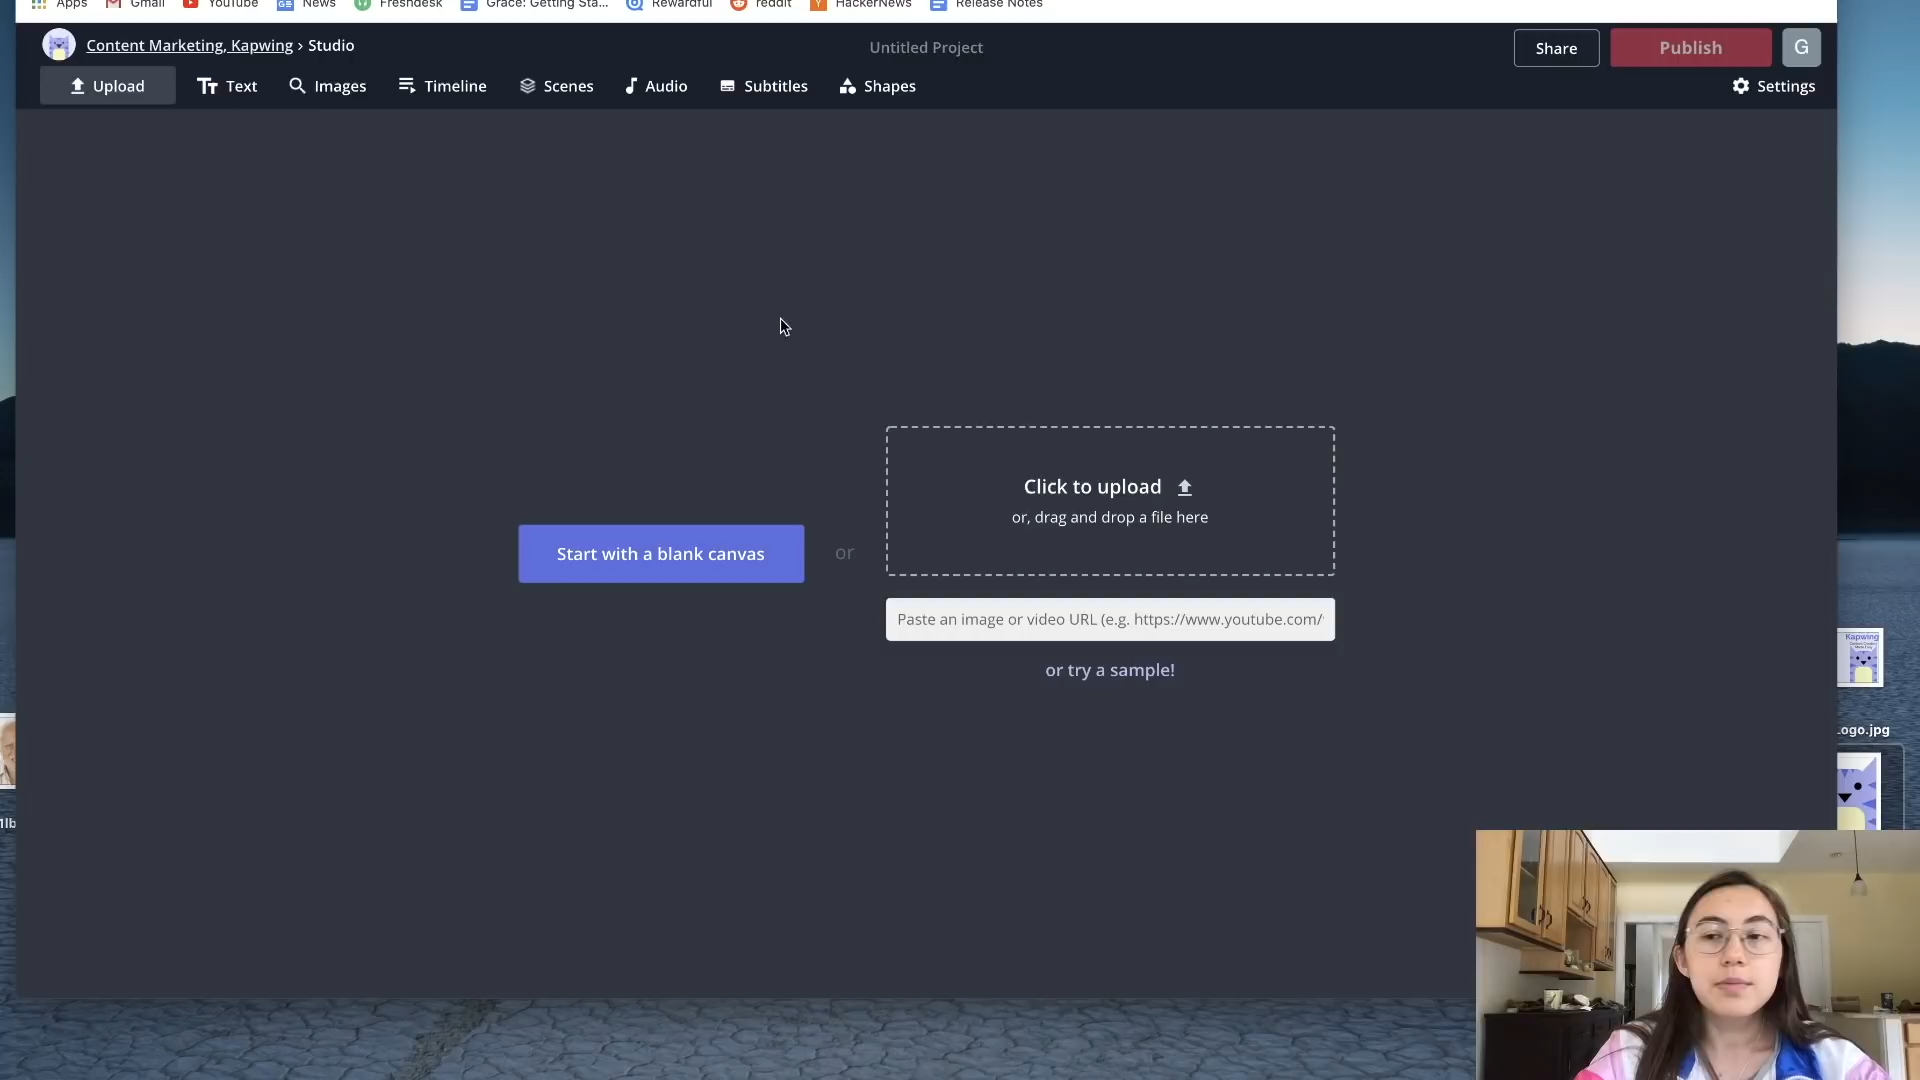 Apps Gmail YouTube News Freshdesk Grace: Getting Sta... Rewardful reddit HackerNews Release Notes
Content Marketing, Kapwing › Studio
Untitled Project
Share
Publish
G
Upload
Text
Images
Timeline
Scenes
Audio
Subtitles
Shapes
Settings
Click to upload
or, drag and drop a file here
Start with a blank canvas
or
Paste an image or video URL (e.g. https://www.youtube.com/
or try a sample!
Kapwing
Logo.jpg